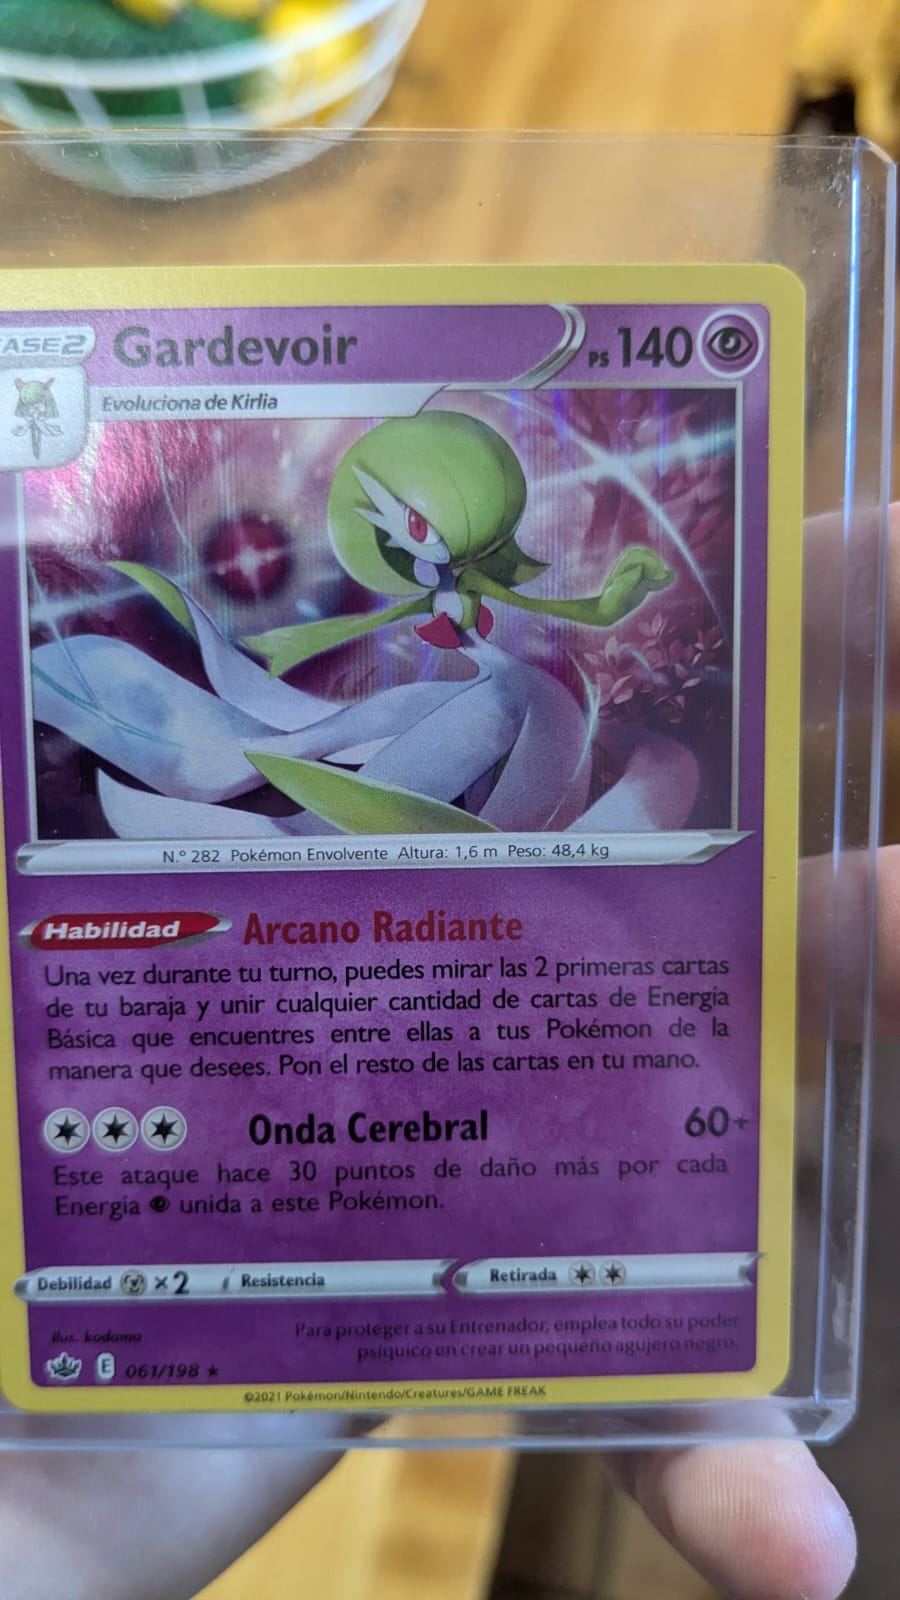 ASE2
Gardevoir
PS 140
Evoluciona de Kirlia
N.º 282 Pokémon Envolvente Altura: 1,6 m Peso: 48,4 kg
Habilidad Arcano Radiante
Una vez durante tu turno, puedes mirar las 2 primeras cartas
de tu baraja y unir cualquier cantidad de cartas de Energía
Básica que encuentres entre ellas a tus Pokémon de la
manera que desees. Pon el resto de las cartas en tu mano.
Onda Cerebral 60+
Este ataque hace 30 puntos de daño más por cada
Energía unida a este Pokémon.
Debilidad ×2 Resistencia Retirada
Ilus. kodama
Para proteger a su Entrenador, emplea todo su poder
psíquico en crear un pequeño agujero negro.
E 061/198 ★
©2021 Pokémon/Nintendo/Creatures/GAME FREAK